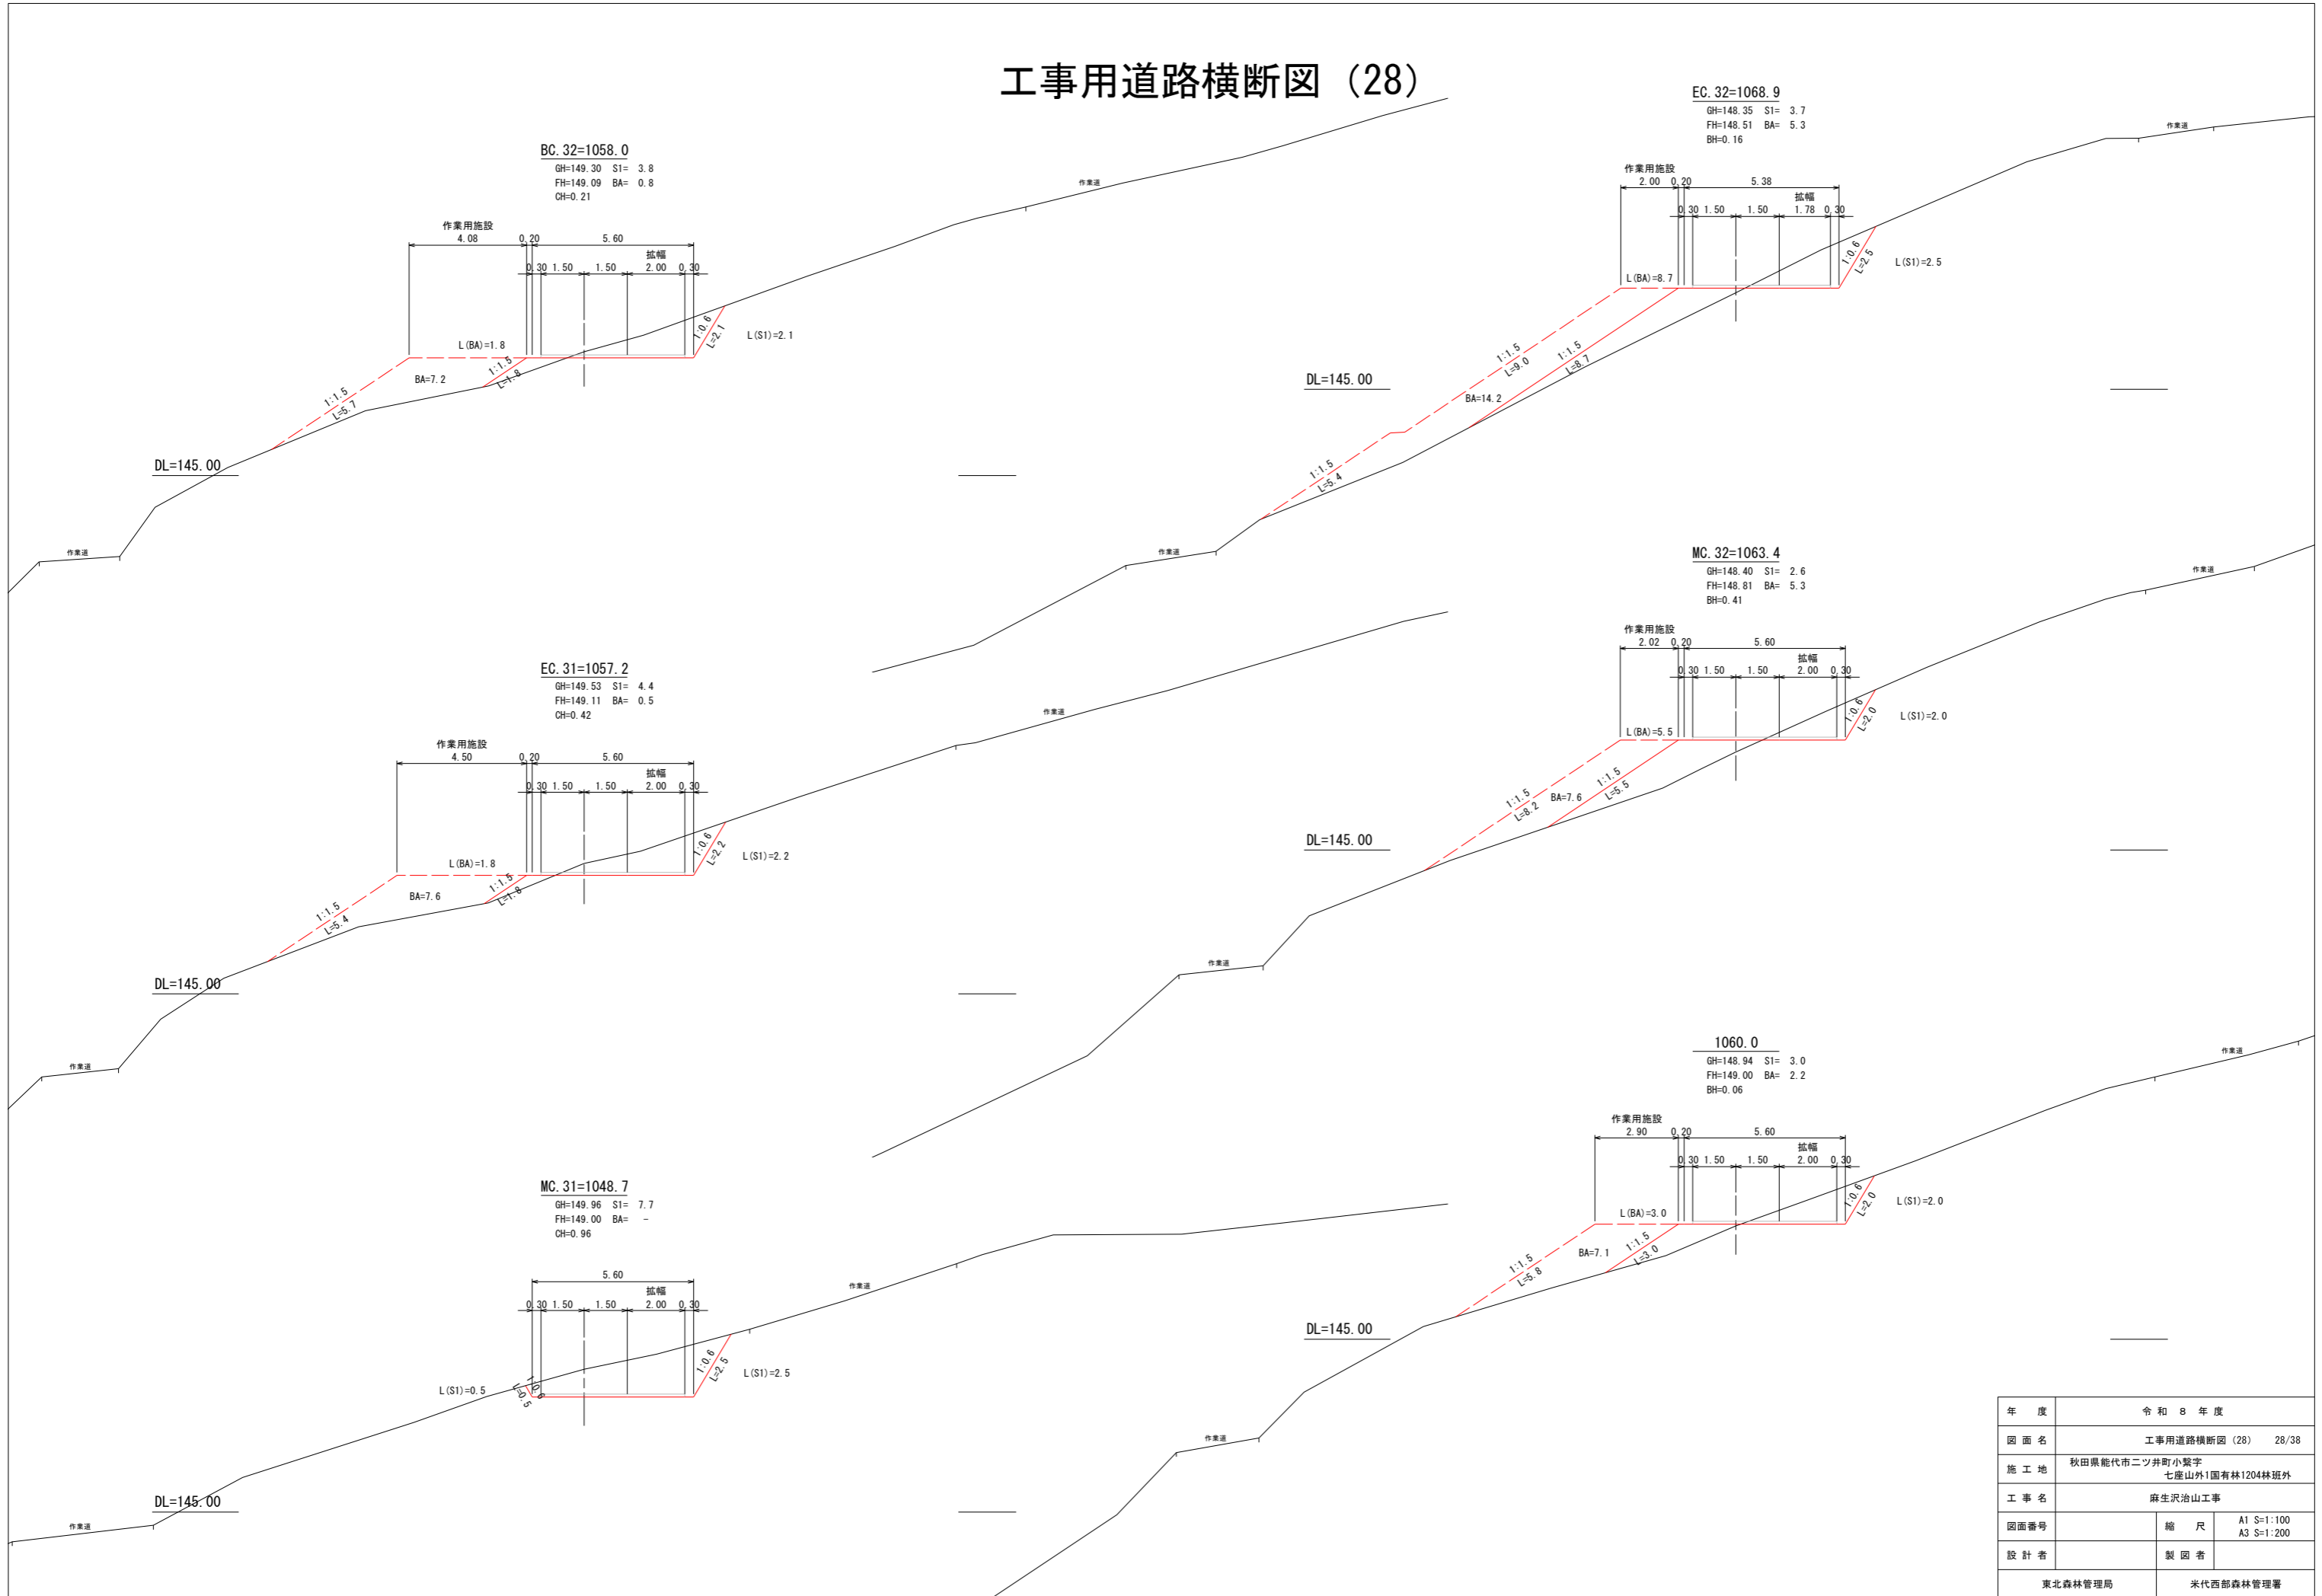 工事用道路横断図（28）
BC.32=1058.0
GH=149.30 S1= 3.8
FH=149.09 BA= 0.8
CH=0.21
作業用施設
4.08 0.20 5.60
拡幅
0.30 1.50 1.50 2.00 0.30
作業道
1:0.6
L=2.1
L(S1)=2.1
L(BA)=1.8
BA=7.2
1:1.5
L=1.8
1:1.5
L=5.7
DL=145.00
作業道
EC.31=1057.2
GH=149.53 S1= 4.4
FH=149.11 BA= 0.5
CH=0.42
作業用施設
4.50 0.20 5.60
拡幅
0.30 1.50 1.50 2.00 0.30
作業道
1:0.6
L=2.2
L(S1)=2.2
L(BA)=1.8
BA=7.6
1:1.5
L=1.8
1:1.5
L=5.4
DL=145.00
作業道
MC.31=1048.7
GH=149.96 S1= 7.7
FH=149.00 BA= -
CH=0.96
5.60
拡幅
0.30 1.50 1.50 2.00 0.30
作業道
1:0.6
L=2.5
L(S1)=2.5
L(S1)=0.5
1:0.6
L=0.5
DL=145.00
作業道
EC.32=1068.9
GH=148.35 S1= 3.7
FH=148.51 BA= 5.3
BH=0.16
作業用施設
2.00 0.20 5.38
拡幅
0.30 1.50 1.50 1.78 0.30
作業道
1:0.6
L=2.5
L(S1)=2.5
L(BA)=8.7
1:1.5
L=9.0
1:1.5
L=8.7
BA=14.2
DL=145.00
1:1.5
L=5.4
作業道
MC.32=1063.4
GH=148.40 S1= 2.6
FH=148.81 BA= 5.3
BH=0.41
作業用施設
2.02 0.20 5.60
拡幅
0.30 1.50 1.50 2.00 0.30
作業道
1:0.6
L=2.0
L(S1)=2.0
L(BA)=5.5
1:1.5
L=8.2
BA=7.6
1:1.5
L=5.5
DL=145.00
作業道
1060.0
GH=148.94 S1= 3.0
FH=149.00 BA= 2.2
BH=0.06
作業用施設
2.90 0.20 5.60
拡幅
0.30 1.50 1.50 2.00 0.30
作業道
1:0.6
L=2.0
L(S1)=2.0
L(BA)=3.0
BA=7.1
1:1.5
L=3.0
1:1.5
L=5.8
DL=145.00
作業道
年 度 令和 8 年度
図面名 工事用道路横断図（28） 28/38
施工地 秋田県能代市二ツ井町小繋字
七座山外1国有林1204林班外
工事名 麻生沢治山工事
図面番号 縮 尺 A1 S=1:100
A3 S=1:200
設計者 製図者
東北森林管理局 米代西部森林管理署